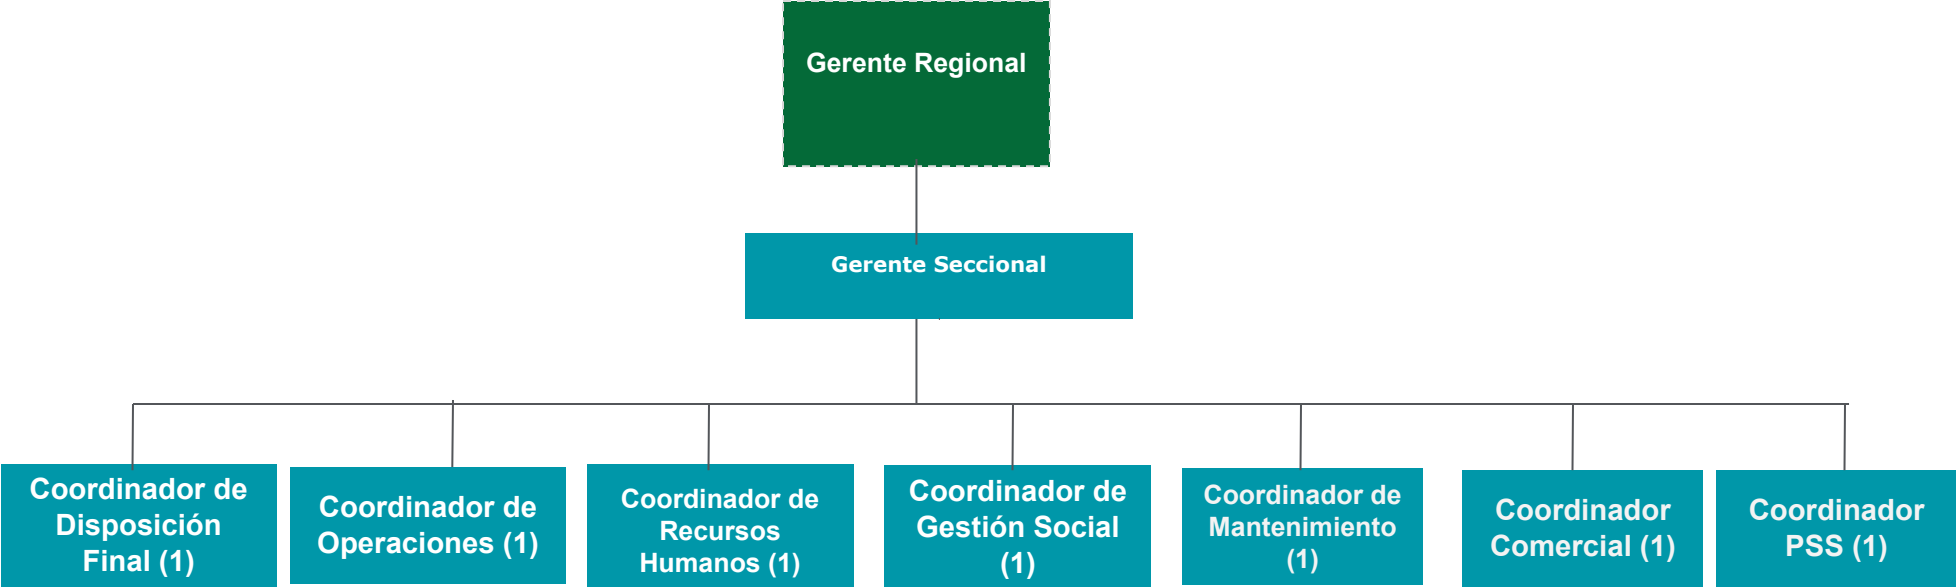 Gerente Regional
Gerente Seccional
Coordinador de
Disposición
Final (1)
Coordinador de
Operaciones (1)
Coordinador de
Recursos
Humanos (1)
Coordinador de
Gestión Social
(1)
Coordinador de
Mantenimiento
(1)
Coordinador
Comercial (1)
Coordinador
PSS (1)